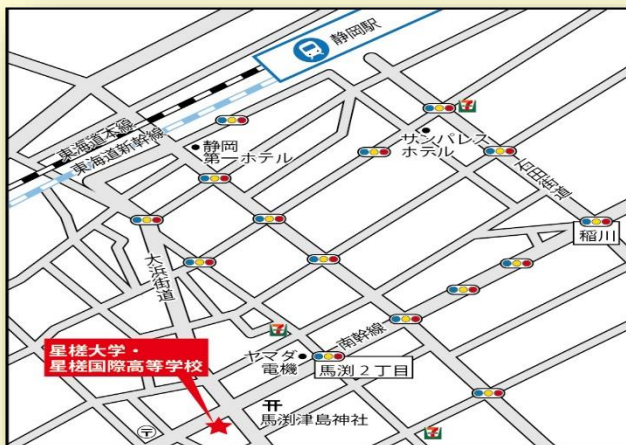 静岡駅
東海道本線
東海道新幹線
静岡
第一ホテル
サンパレス
ホテル
石田街道
稲川
大浜街道
南幹線
ヤマダ
電機
馬渕2丁目
星槎大学・
星槎国際高等学校
馬渕津島神社